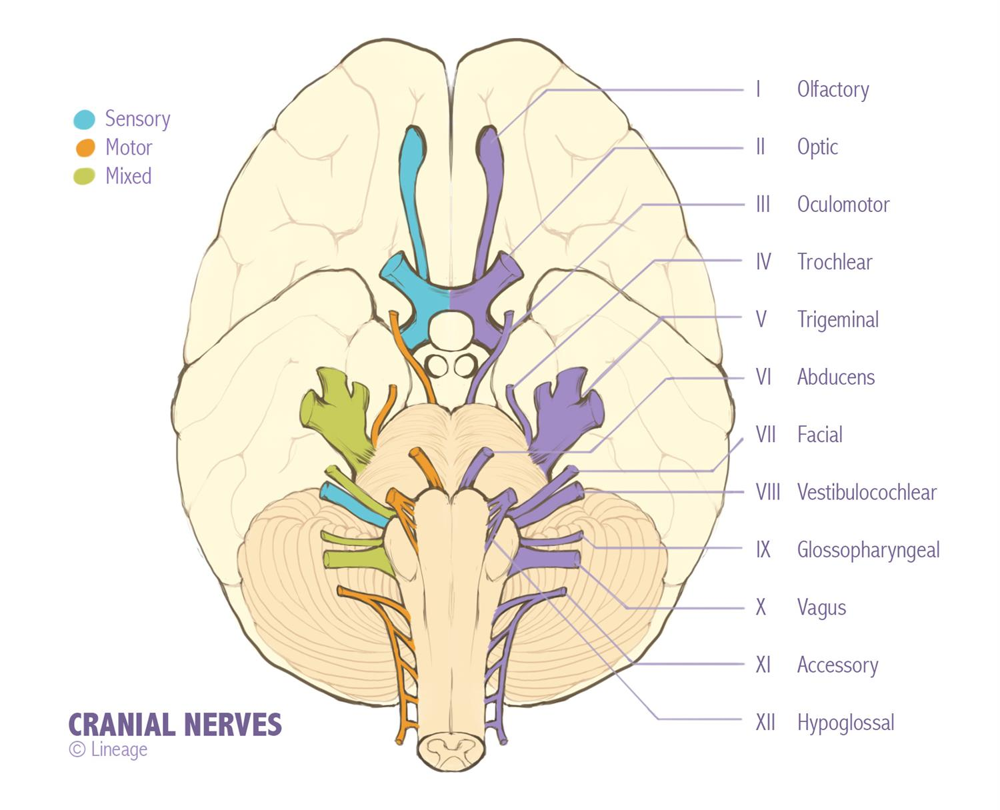 Sensory
Motor
Mixed
I Olfactory
II Optic
III Oculomotor
IV Trochlear
V Trigeminal
VI Abducens
VII Facial
VIII Vestibulocochlear
IX Glossopharyngeal
X Vagus
XI Accessory
XII Hypoglossal
CRANIAL NERVES
© Lineage